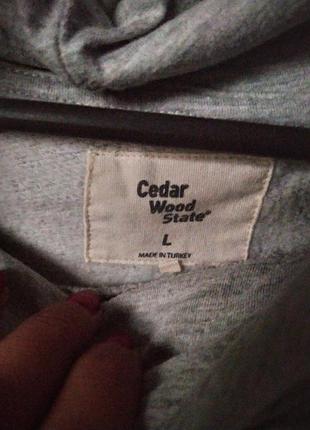 Cedar
Wood
State®
L
MADE IN TURKEY